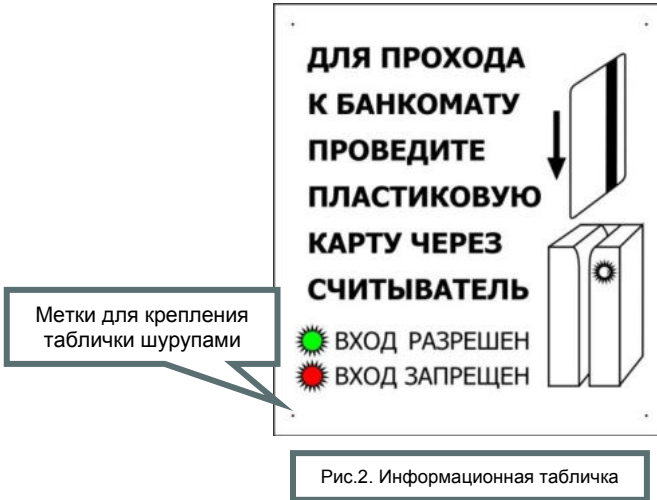 ДЛЯ ПРОХОДА
К БАНКОМАТУ
ПРОВЕДИТЕ
ПЛАСТИКОВУЮ
КАРТУ ЧЕРЕЗ
СЧИТЫВАТЕЛЬ
ВХОД РАЗРЕШЕН
ВХОД ЗАПРЕЩЕН
Метки для крепления
таблички шурупами
Рис.2. Информационная табличка